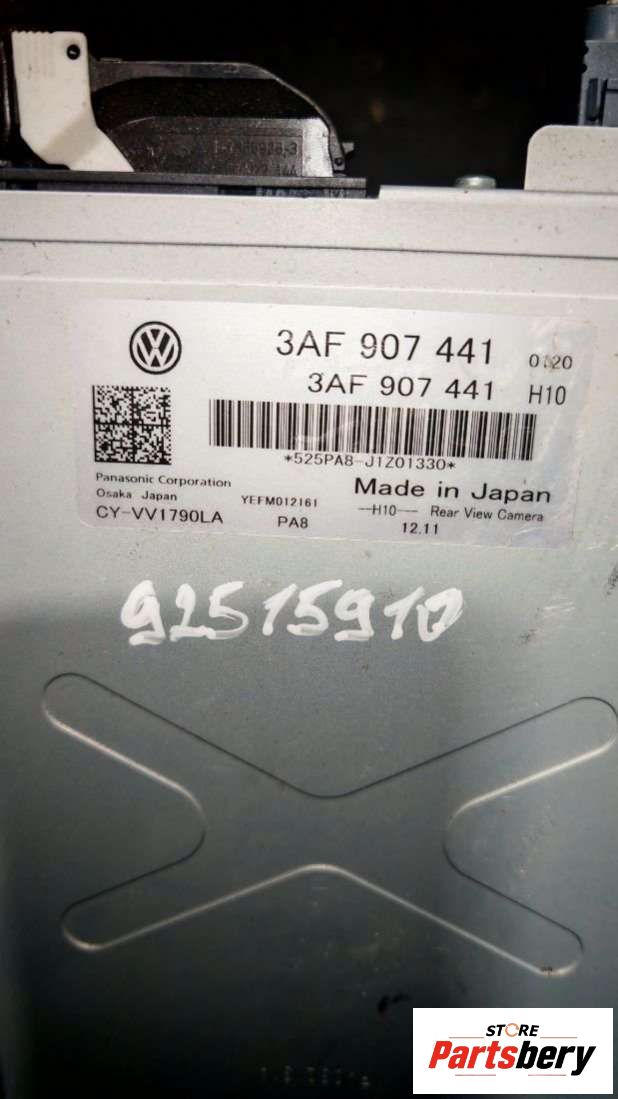 3AF 907 441 0120
3AF 907 441 H10
*525PA8-J1Z01330*
Panasonic Corporation
Osaka Japan YEFM012161 Made in Japan
CY-VV1790LA PA8 --H10-- Rear View Camera
12.11
92515910
STORE
Partsbery